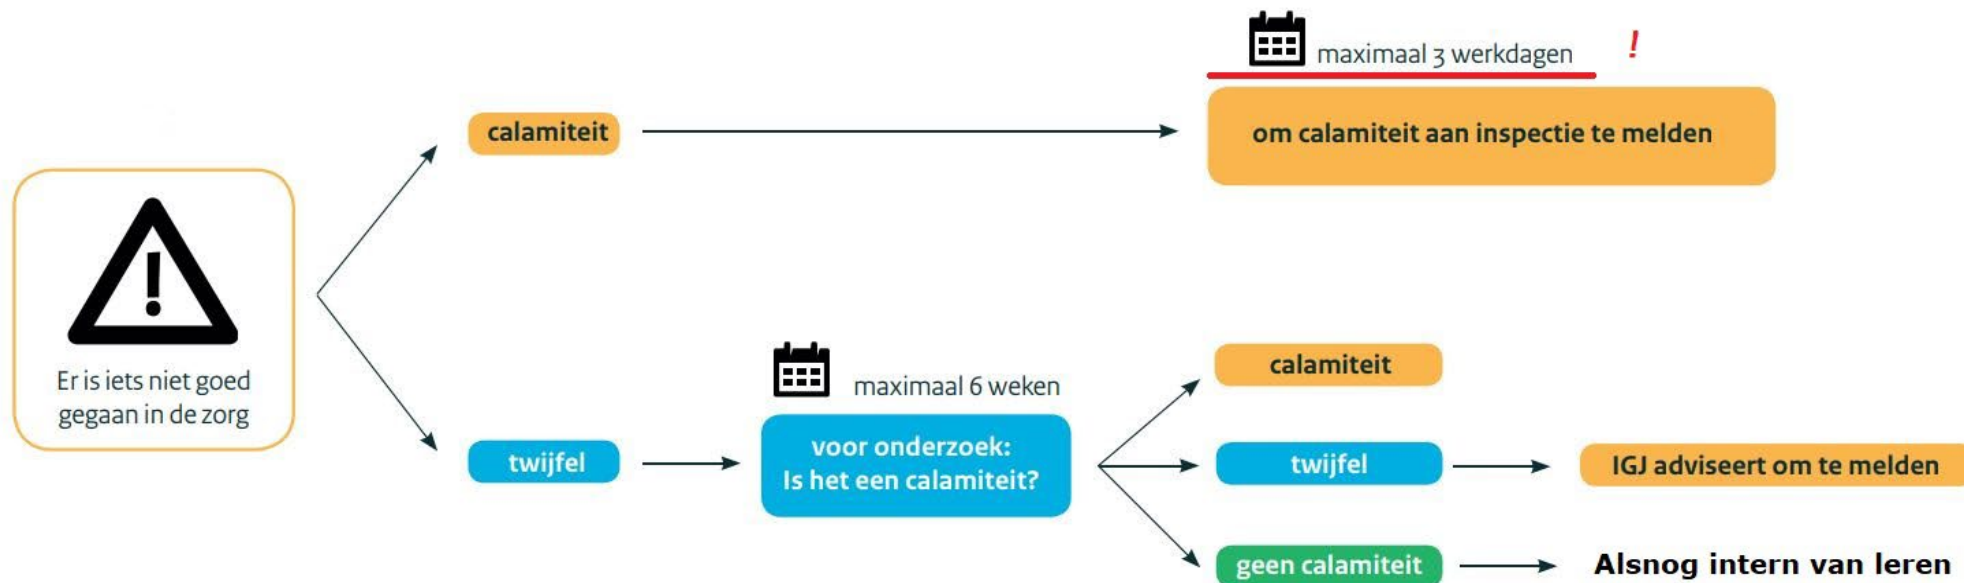 maximaal 3 werkdagen !
calamiteit
om calamiteit aan inspectie te melden
!
Er is iets niet goed
gegaan in de zorg
maximaal 6 weken
calamiteit
twijfel
voor onderzoek:
Is het een calamiteit?
twijfel
IGJ adviseert om te melden
geen calamiteit
Alsnog intern van leren